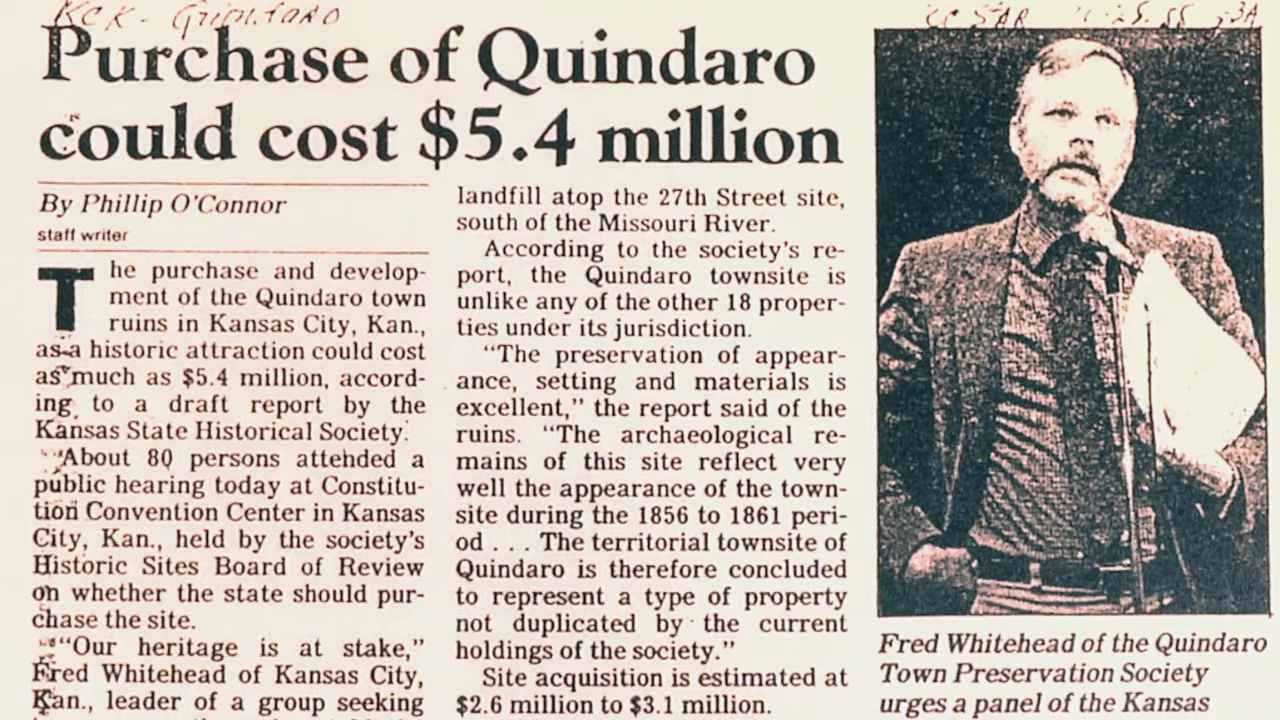 KCK-
KC STAR
Purchase of Quindaro
could cost $5.4 million
By Phillip O'Connor
staff writer
The purchase and develop-
ment of the Quindaro town
ruins in Kansas City, Kan.,
as a historic attraction could cost
as much as $5.4 million, accord-
ing to a draft report by the
Kansas State Historical Society.
About 80 persons attended a
public hearing today at Constitu-
tion Convention Center in Kansas
City, Kan., held by the society's
Historic Sites Board of Review
on whether the state should pur-
chase the site.
"Our heritage is at stake,"
Fred Whitehead of Kansas City,
Kan., leader of a group seeking
landfill atop the 27th Street site,
south of the Missouri River.
According to the society's re-
port, the Quindaro townsite is
unlike any of the other 18 proper-
ties under its jurisdiction.
"The preservation of appear-
ance, setting and materials is
excellent," the report said of the
ruins. "The archaeological re-
mains of this site reflect very
well the appearance of the town-
site during the 1856 to 1861 peri-
od . . . The territorial townsite of
Quindaro is therefore concluded
to represent a type of property
not duplicated by the current
holdings of the society."
Site acquisition is estimated at
$2.6 million to $3.1 million.
Fred Whitehead of the Quindaro
Town Preservation Society
urges a panel of the Kansas